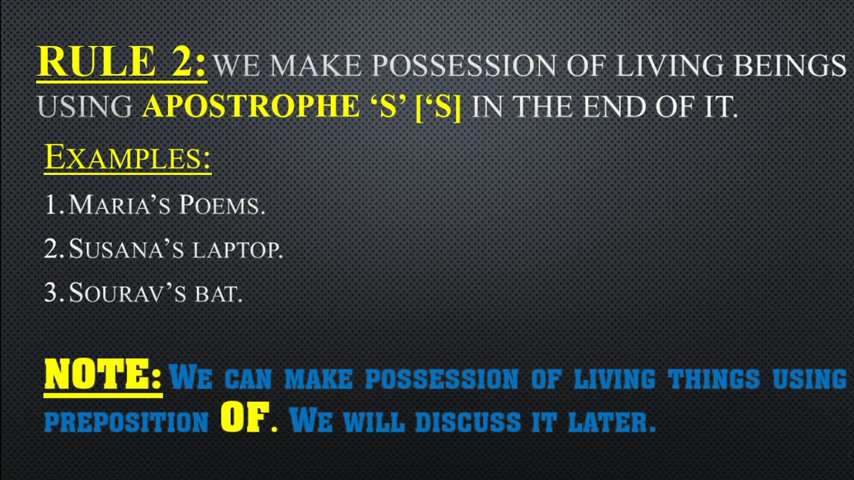 RULE 2: WE MAKE POSSESSION OF LIVING BEINGS
USING APOSTROPHE ‘S’ [‘S] IN THE END OF IT.
EXAMPLES:
1. MARIA’S POEMS.
2. SUSANA’S LAPTOP.
3. SOURAV’S BAT.
NOTE: WE CAN MAKE POSSESSION OF LIVING THINGS USING
PREPOSITION OF. WE WILL DISCUSS IT LATER.